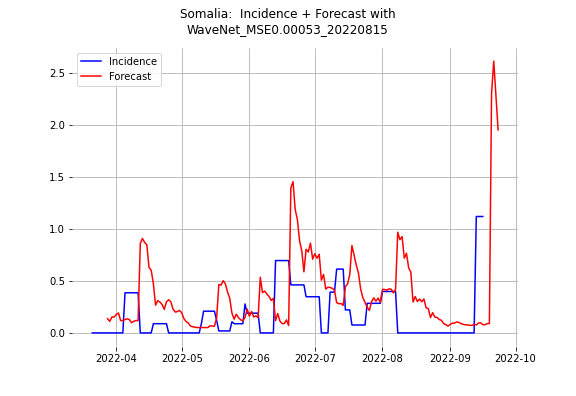 Somalia:  Incidence + Forecast with
WaveNet_MSE0.00053_20220815
Incidence
Forecast
2.5
2.0
1.5
1.0
0.5
0.0
2022-04 2022-05 2022-06 2022-07 2022-08 2022-09 2022-10